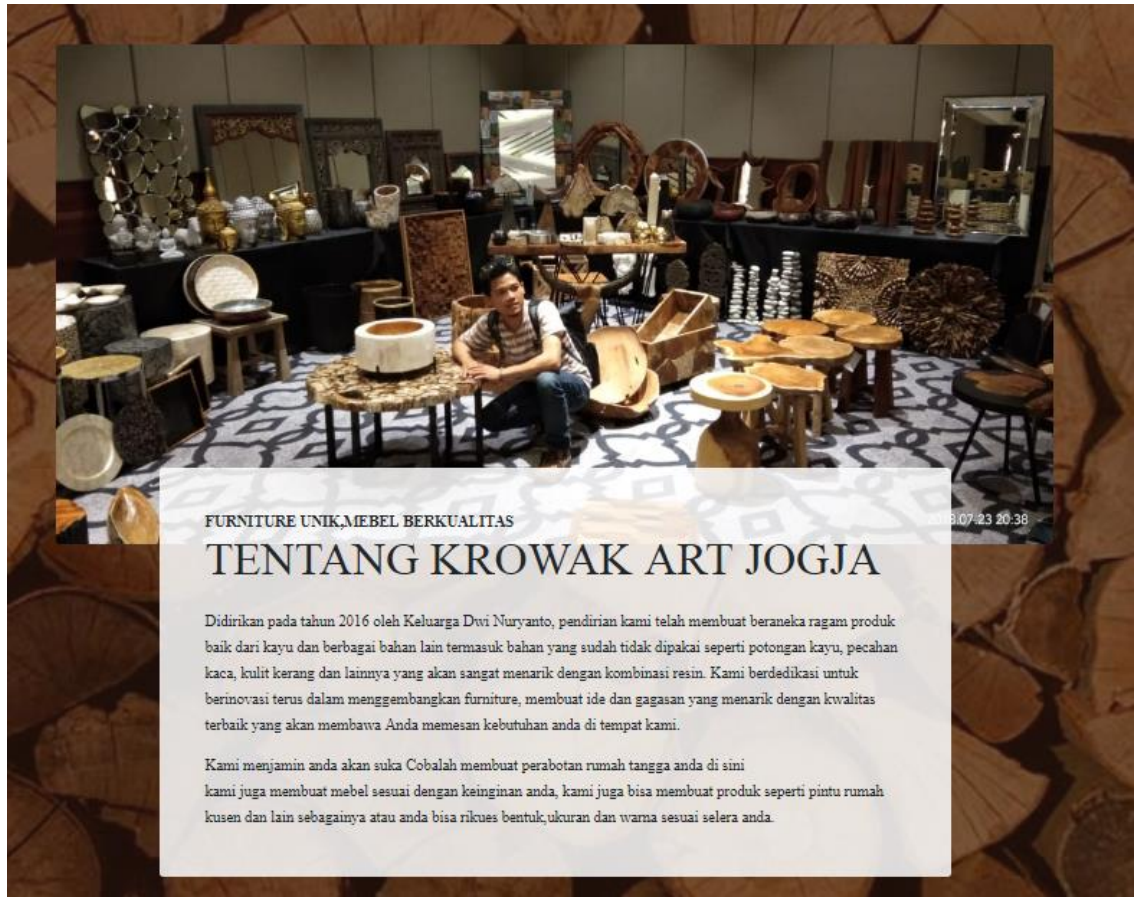 FURNITURE UNIK,MEBEL BERKUALITAS
TENTANG KROWAK ART JOGJA
Didirikan pada tahun 2016 oleh Keluarga Dwi Nuryanto, pendirian kami telah membuat beraneka ragam produk
baik dari kayu dan berbagai bahan lain termasuk bahan yang sudah tidak dipakai seperti potongan kayu, pecahan
kaca, kulit kerang dan lainnya yang akan sangat menarik dengan kombinasi resin. Kami berdedikasi untuk
berinovasi terus dalam menggembangkan furniture, membuat ide dan gagasan yang menarik dengan kwalitas
terbaik yang akan membawa Anda memesan kebutuhan anda di tempat kami.
Kami menjamin anda akan suka Cobalah membuat perabotan rumah tangga anda di sini
kami juga membuat mebel sesuai dengan keinginan anda, kami juga bisa membuat produk seperti pintu rumah
kusen dan lain sebagainya atau anda bisa rikues bentuk,ukuran dan warna sesuai selera anda.
07.23 20:38